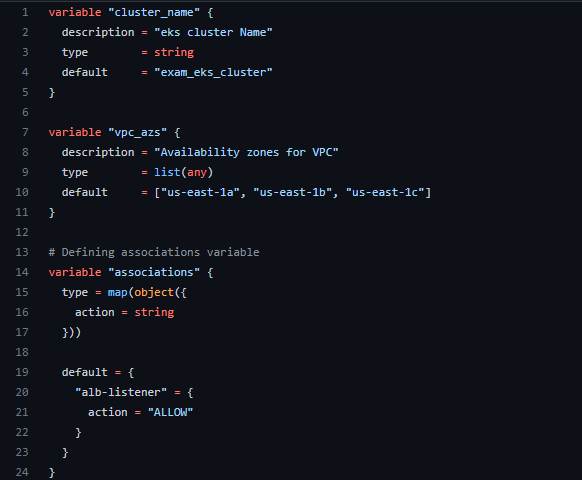 1 variable "cluster_name" {
2   description = "eks cluster Name"
3   type        = string
4   default     = "exam_eks_cluster"
5 }
6
7 variable "vpc_azs" {
8   description = "Availability zones for VPC"
9   type        = list(any)
10   default     = ["us-east-1a", "us-east-1b", "us-east-1c"]
11 }
12
13 # Defining associations variable
14 variable "associations" {
15   type = map(object({
16     action = string
17   }))
18
19   default = {
20     "alb-listener" = {
21       action = "ALLOW"
22     }
23   }
24 }